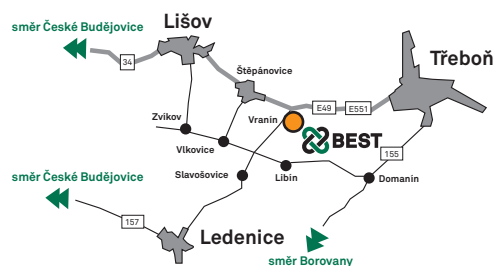 Lišov
směr České Budějovice
34
Třeboň
Štěpánovice
E49
E551
Zvíkov
Vranín
BEST
Vlkovice
155
Slavošovice
Libín
Domanín
směr České Budějovice
157
Ledenice
směr Borovany